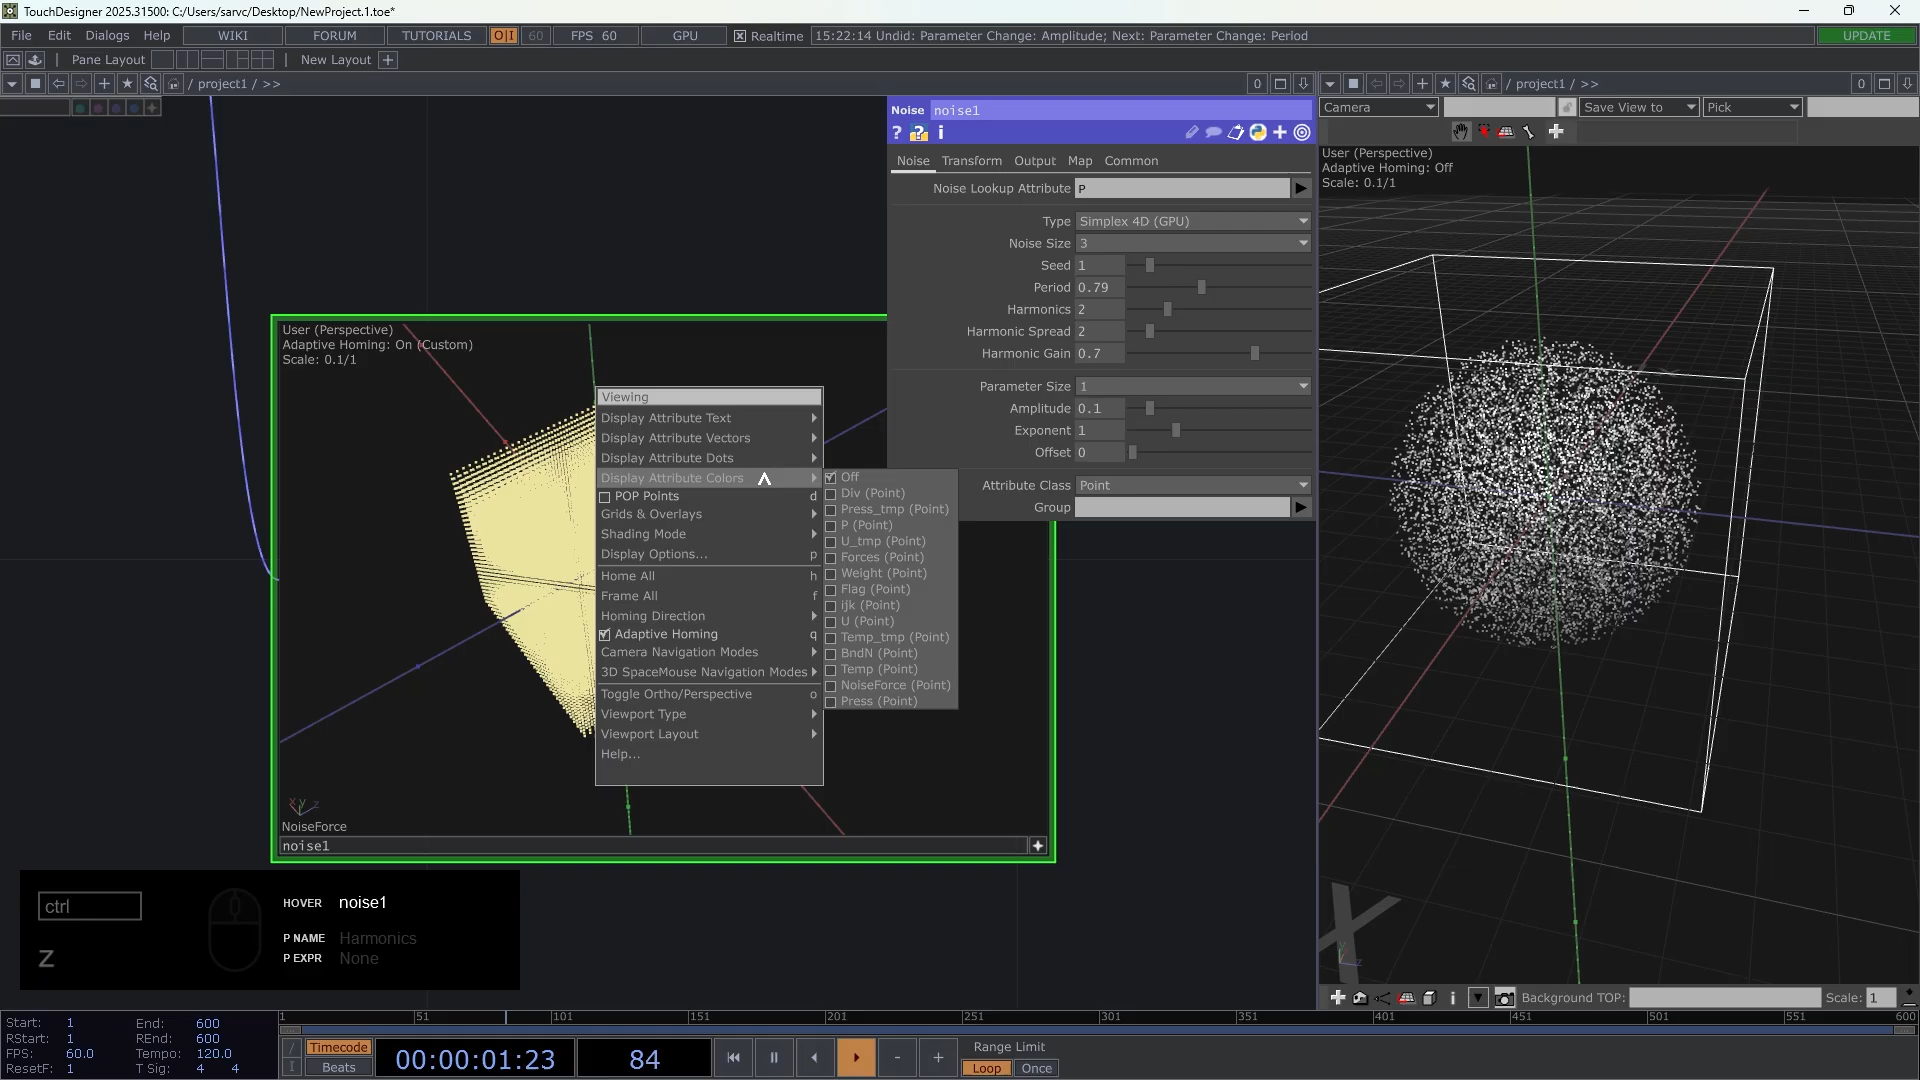 TouchDesigner 2025.31500: C:/Users/sarvc/Desktop/NewProject.1.toe*
File Edit Dialogs Help WIKI FORUM TUTORIALS O|I 60 FPS 60 GPU Realtime 15:22:14 Undid: Parameter Change: Amplitude; Next: Parameter Change: Period UPDATE
Pane Layout New Layout +
/ project1 / >> 0
/ project1 / >> 0
Camera Save View to Pick
User (Perspective)
Adaptive Homing: Off
Scale: 0.1/1
Noise noise1
? ? i
Noise Transform Output Map Common
Noise Lookup Attribute P
Type Simplex 4D (GPU)
Noise Size 3
Seed 1
Period 0.79
Harmonics 2
Harmonic Spread 2
Harmonic Gain 0.7
Parameter Size 1
Amplitude 0.1
Exponent 1
Offset 0
Attribute Class Point
Group
User (Perspective)
Adaptive Homing: On (Custom)
Scale: 0.1/1
Viewing
Display Attribute Text
Display Attribute Vectors
Display Attribute Dots
Display Attribute Colors
POP Points d
Grids & Overlays
Shading Mode
Display Options... p
Home All h
Frame All f
Homing Direction
Adaptive Homing q
Camera Navigation Modes
3D SpaceMouse Navigation Modes
Toggle Ortho/Perspective o
Viewport Type
Viewport Layout
Help...
Off
Div (Point)
Press_tmp (Point)
P (Point)
U_tmp (Point)
Forces (Point)
Weight (Point)
Flag (Point)
ijk (Point)
U (Point)
Temp_tmp (Point)
BndN (Point)
Temp (Point)
NoiseForce (Point)
Press (Point)
x y z
NoiseForce
noise1
ctrl
Z
HOVER noise1
P NAME Harmonics
P EXPR None
X
Background TOP: Scale: 1
Start: 1 End: 600
RStart: 1 REnd: 600
FPS: 60.0 Tempo: 120.0
ResetF: 1 T Sig: 4 4
1 51 101 151 201 251 301 351 401 451 501 551 600
Timecode
Beats
00:00:01:23
84
- +
Range Limit
Loop Once